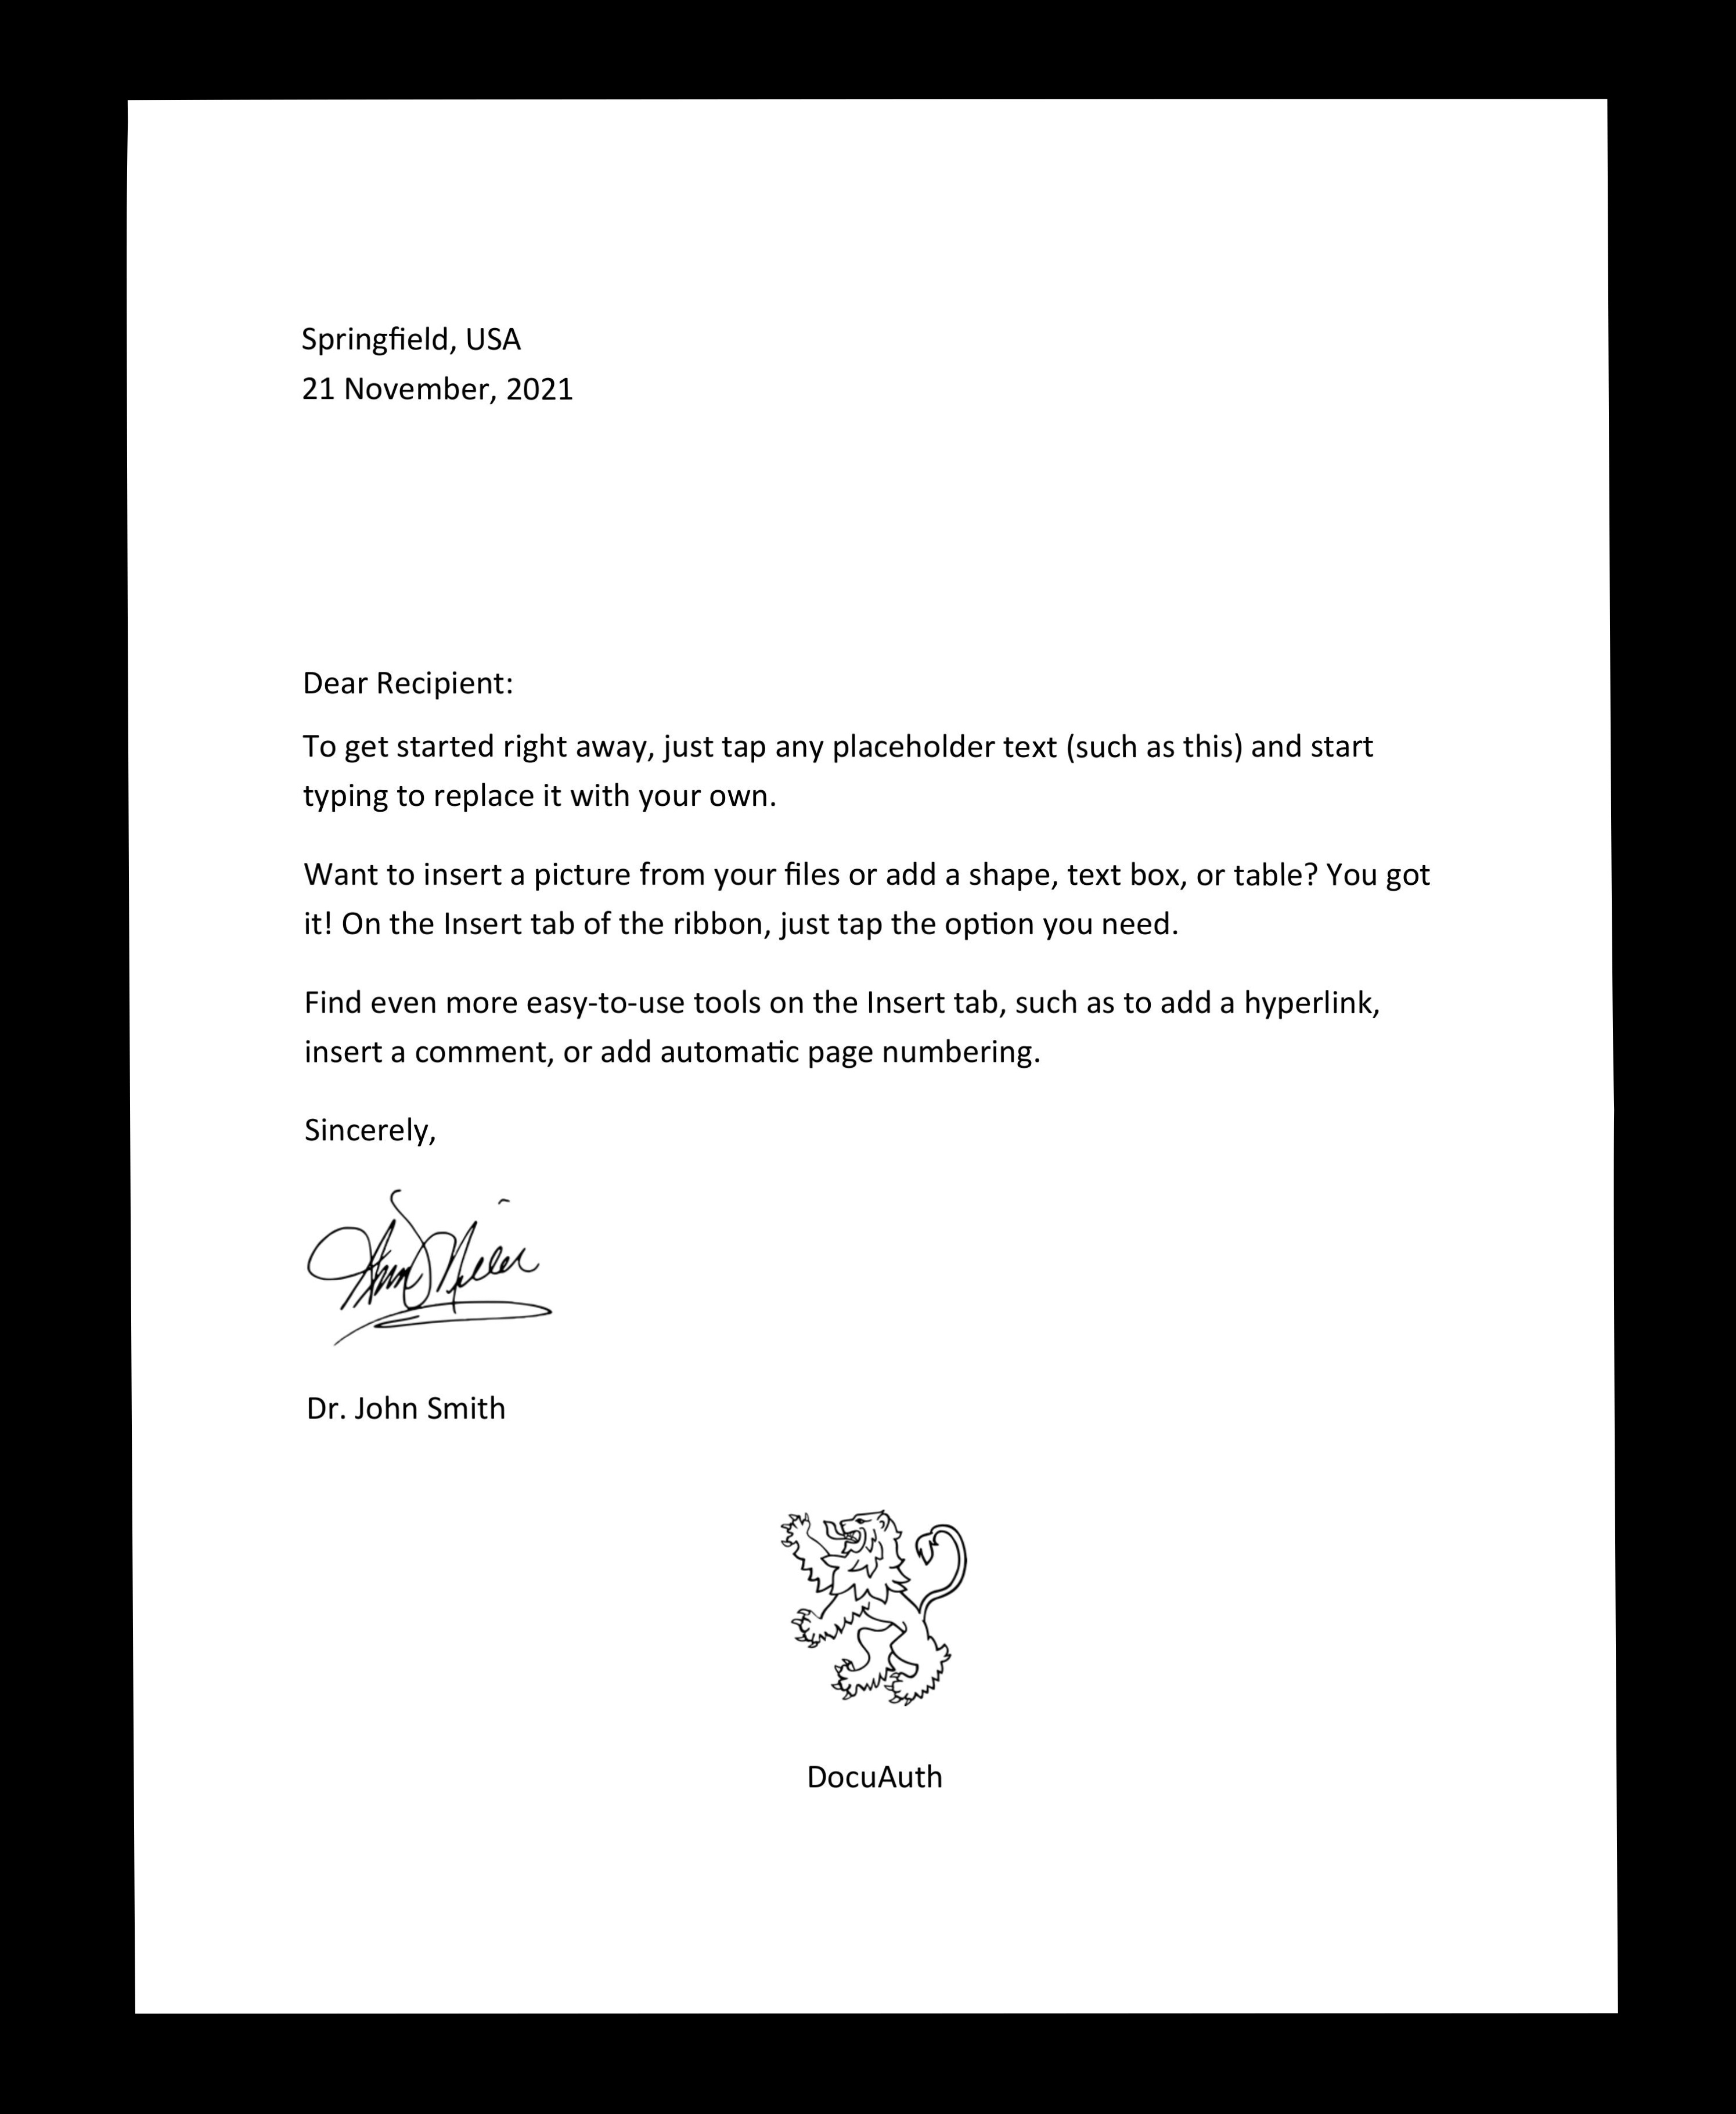 Springfield, USA
21 November, 2021
Dear Recipient:
To get started right away, just tap any placeholder text (such as this) and start
typing to replace it with your own.
Want to insert a picture from your files or add a shape, text box, or table? You got
it! On the Insert tab of the ribbon, just tap the option you need.
Find even more easy-to-use tools on the Insert tab, such as to add a hyperlink,
insert a comment, or add automatic page numbering.
Sincerely,
Dr. John Smith
DocuAuth